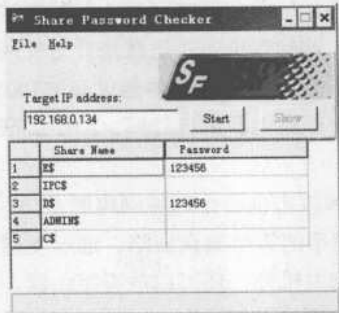 Share Password Checker
File Help
SF
Target IP address:
192.168.0.134 Start Show
Share Name Password
1 E$ 123456
2 IPC$
3 D$ 123456
4 ADMIN$
5 C$